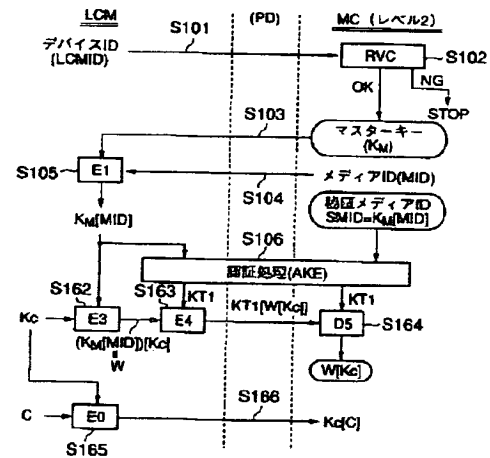 LCM
(PD)
MC (レベル2)
デバイスID
(LCMID)
S101
RVC
S102
OK
NG
STOP
S103
マスターキー
(KM)
S105
E1
メディアID(MID)
S104
KM[MID]
秘匿メディアID
SMID=KM[MID]
S106
認証処理(AKE)
S162
S163
KT1
KT1
Kc
E3
E4
KT1[W[Kc]]
D5
S164
(KM[MID])[Kc]
=
W
W[Kc]
C
E0
S166
Kc[C]
S165